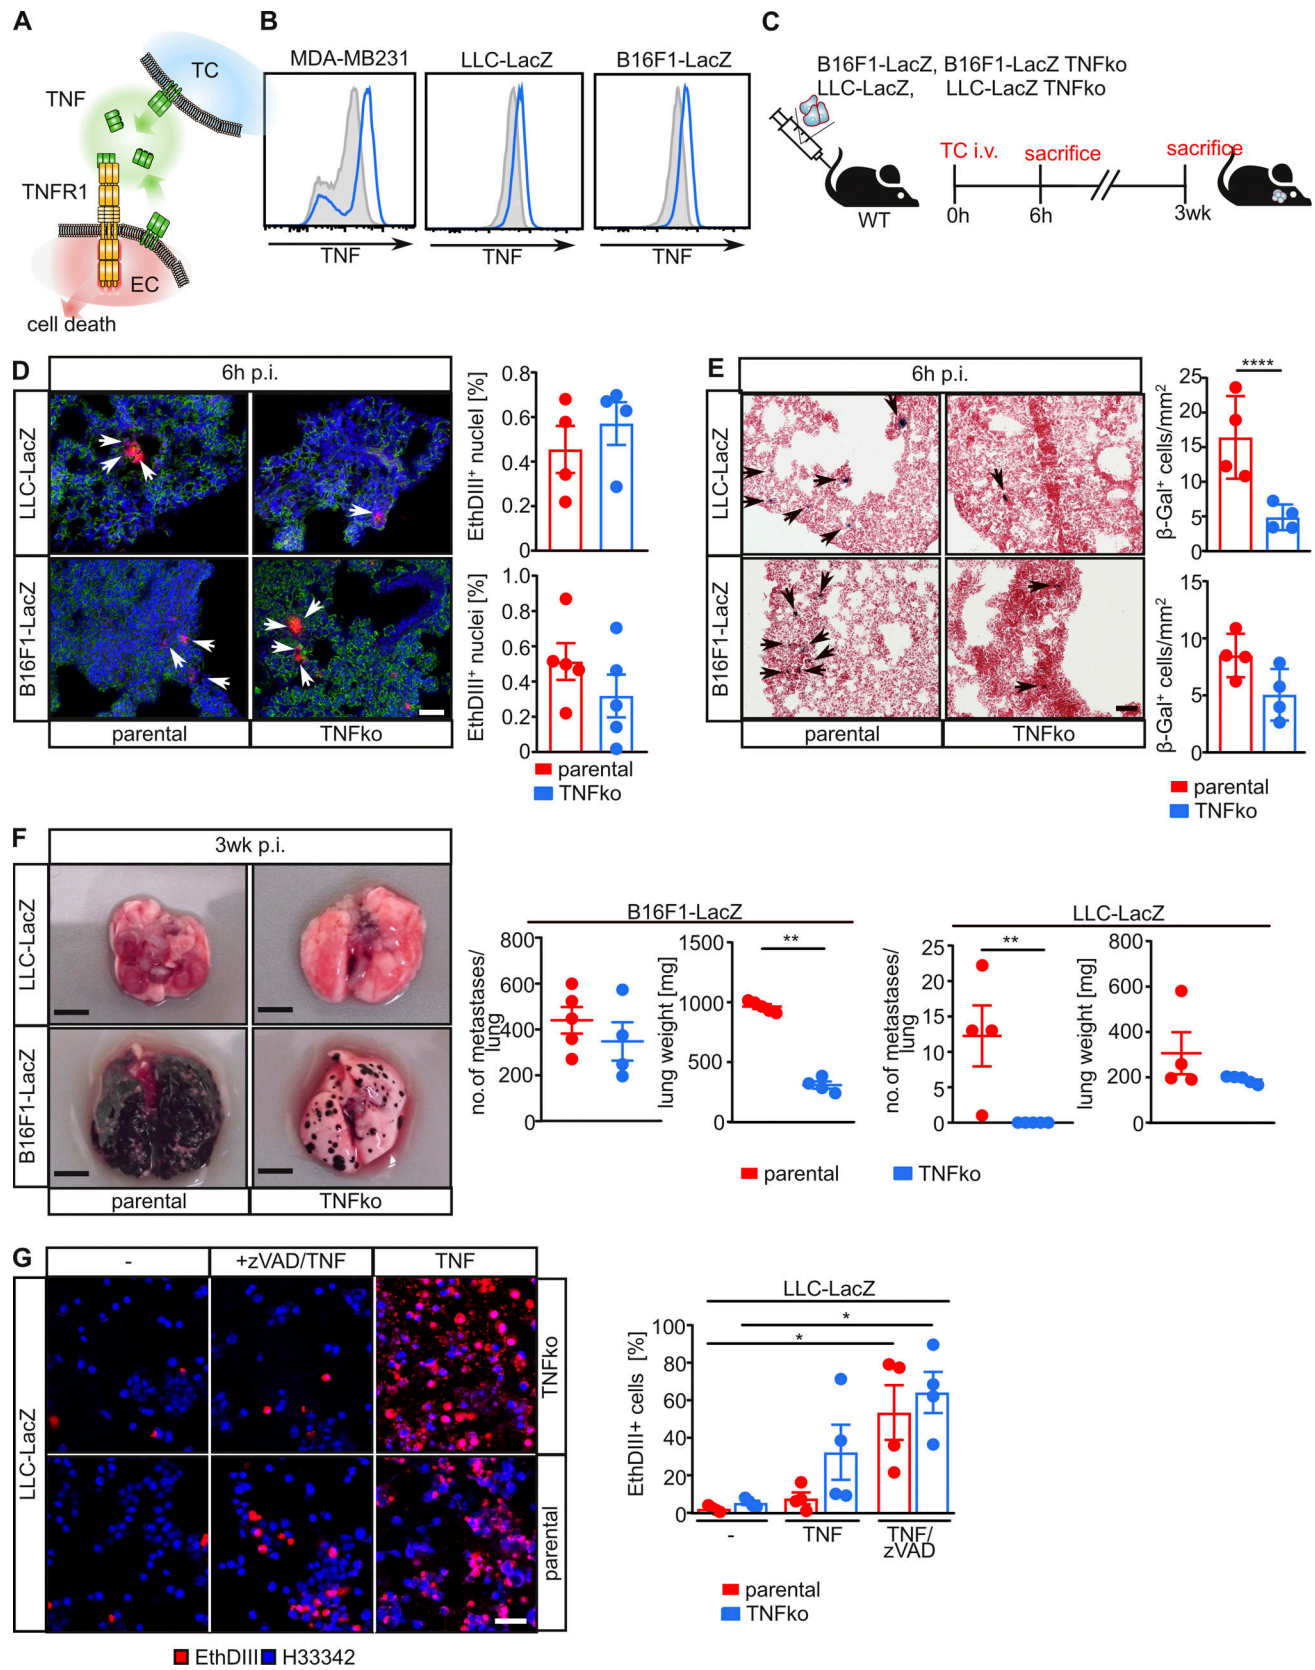 A
TC
TNF
TNFR1
EC
cell death
B
MDA-MB231
LLC-LacZ
B16F1-LacZ
TNF
TNF
TNF
C
B16F1-LacZ, B16F1-LacZ TNFko
LLC-LacZ, LLC-LacZ TNFko
TC i.v.
sacrifice
sacrifice
WT
0h
6h
3wk
D
6h p.i.
LLC-LacZ
B16F1-LacZ
parental
TNFko
EthDIII+ nucleI [%]
0.8
0.6
0.4
0.2
0
EthDIII+ nuclei [%]
1.0
0.8
0.6
0.4
0.2
0
parental
TNFko
E
6h p.i.
LLC-LacZ
B16F1-LacZ
parental
TNFko
****
β-Gal+ cells/mm2
25
20
15
10
5
0
β-Gal+ cells/mm2
15
10
5
0
parental
TNFko
F
3wk p.i.
LLC-LacZ
B16F1-LacZ
parental
TNFko
B16F1-LacZ
no.of metastases/
lung
800
600
400
200
0
lung weight [mg]
1500
1000
500
0
**
LLC-LacZ
no.of metastases/
lung
25
20
15
10
5
0
**
lung weight [mg]
800
600
400
200
0
parental
TNFko
G
-
+zVAD/TNF
TNF
LLC-LacZ
TNFko
parental
EthDIII
H33342
LLC-LacZ
*
*
EthDIII+ cells [%]
100
80
60
40
20
0
-
TNF
TNF/
zVAD
parental
TNFko